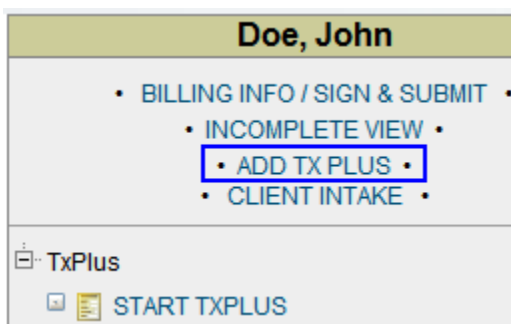 Doe, John
• BILLING INFO / SIGN & SUBMIT •
• INCOMPLETE VIEW •
• ADD TX PLUS •
• CLIENT INTAKE •
TxPlus
START TXPLUS